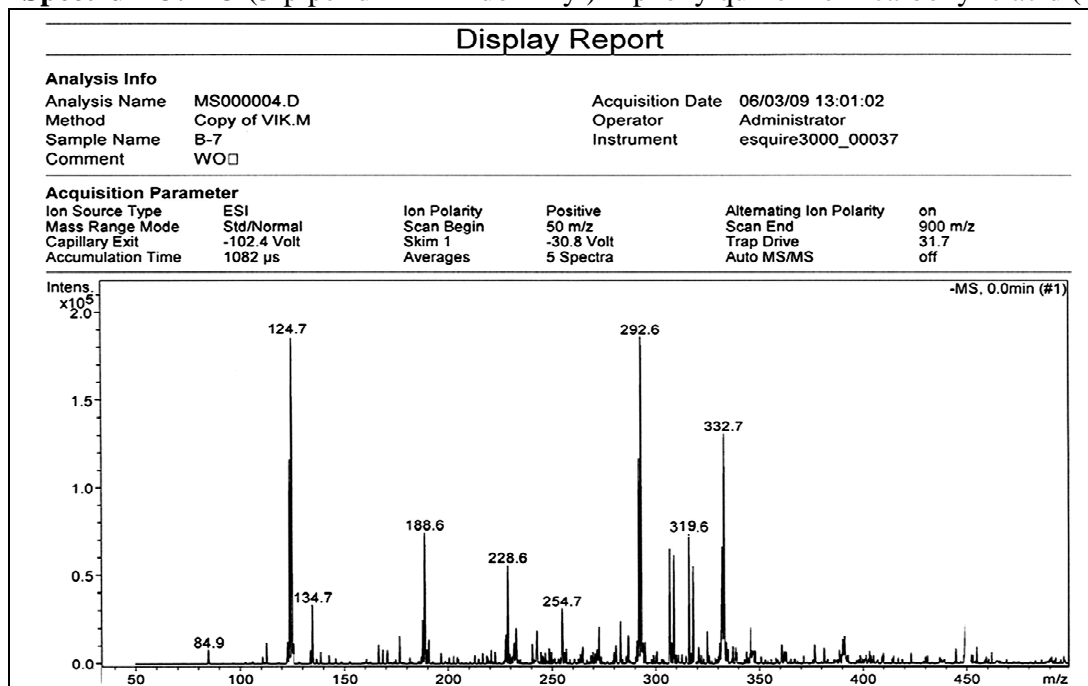 Display Report
Analysis Info
Analysis Name MS000004.D Acquisition Date 06/03/09 13:01:02
Method Copy of VIK.M Operator Administrator
Sample Name B-7 Instrument esquire3000_00037
Comment WO□
Acquisition Parameter
Ion Source Type ESI Ion Polarity Positive Alternating Ion Polarity on
Mass Range Mode Std/Normal Scan Begin 50 m/z Scan End 900 m/z
Capillary Exit -102.4 Volt Skim 1 -30.8 Volt Trap Drive 31.7
Accumulation Time 1082 µs Averages 5 Spectra Auto MS/MS off
Intens. -MS, 0.0min (#1)
x10⁵
2.0
124.7 292.6
1.5
332.7
1.0
188.6 319.6
228.6
0.5
254.7
134.7
84.9
0.0
50 100 150 200 250 300 350 400 450 m/z